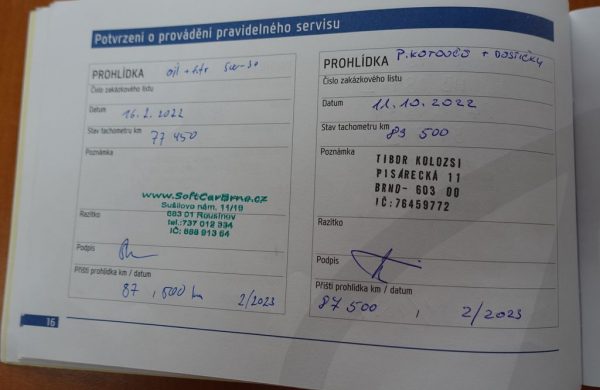 Potvrzení o provádění pravidelného servisu
PROHLÍDKA oil + filtr 5w-30
Číslo zakázkového listu
Datum 16.2.2022
Stav tachometru km 77 450
Poznámka
www.SoftCarBrno.cz
Sušilovo nám. 11/19
683 01 Rousínov
tel.:737 012 334
IČ: 888 913 64
Razítko
Podpis
Příští prohlídka km / datum
87,500 km 2/2023
16
PROHLÍDKA P.KOTOUČE + DOSTIČKY
Číslo zakázkového listu
Datum 11.10.2022
Stav tachometru km 83 500
Poznámka
TIBOR KOLOZSI
PISÁRECKÁ 11
BRNO- 603 00
IČ:76459772
Razítko
Podpis
Příští prohlídka km / datum
87 500, 2/2023